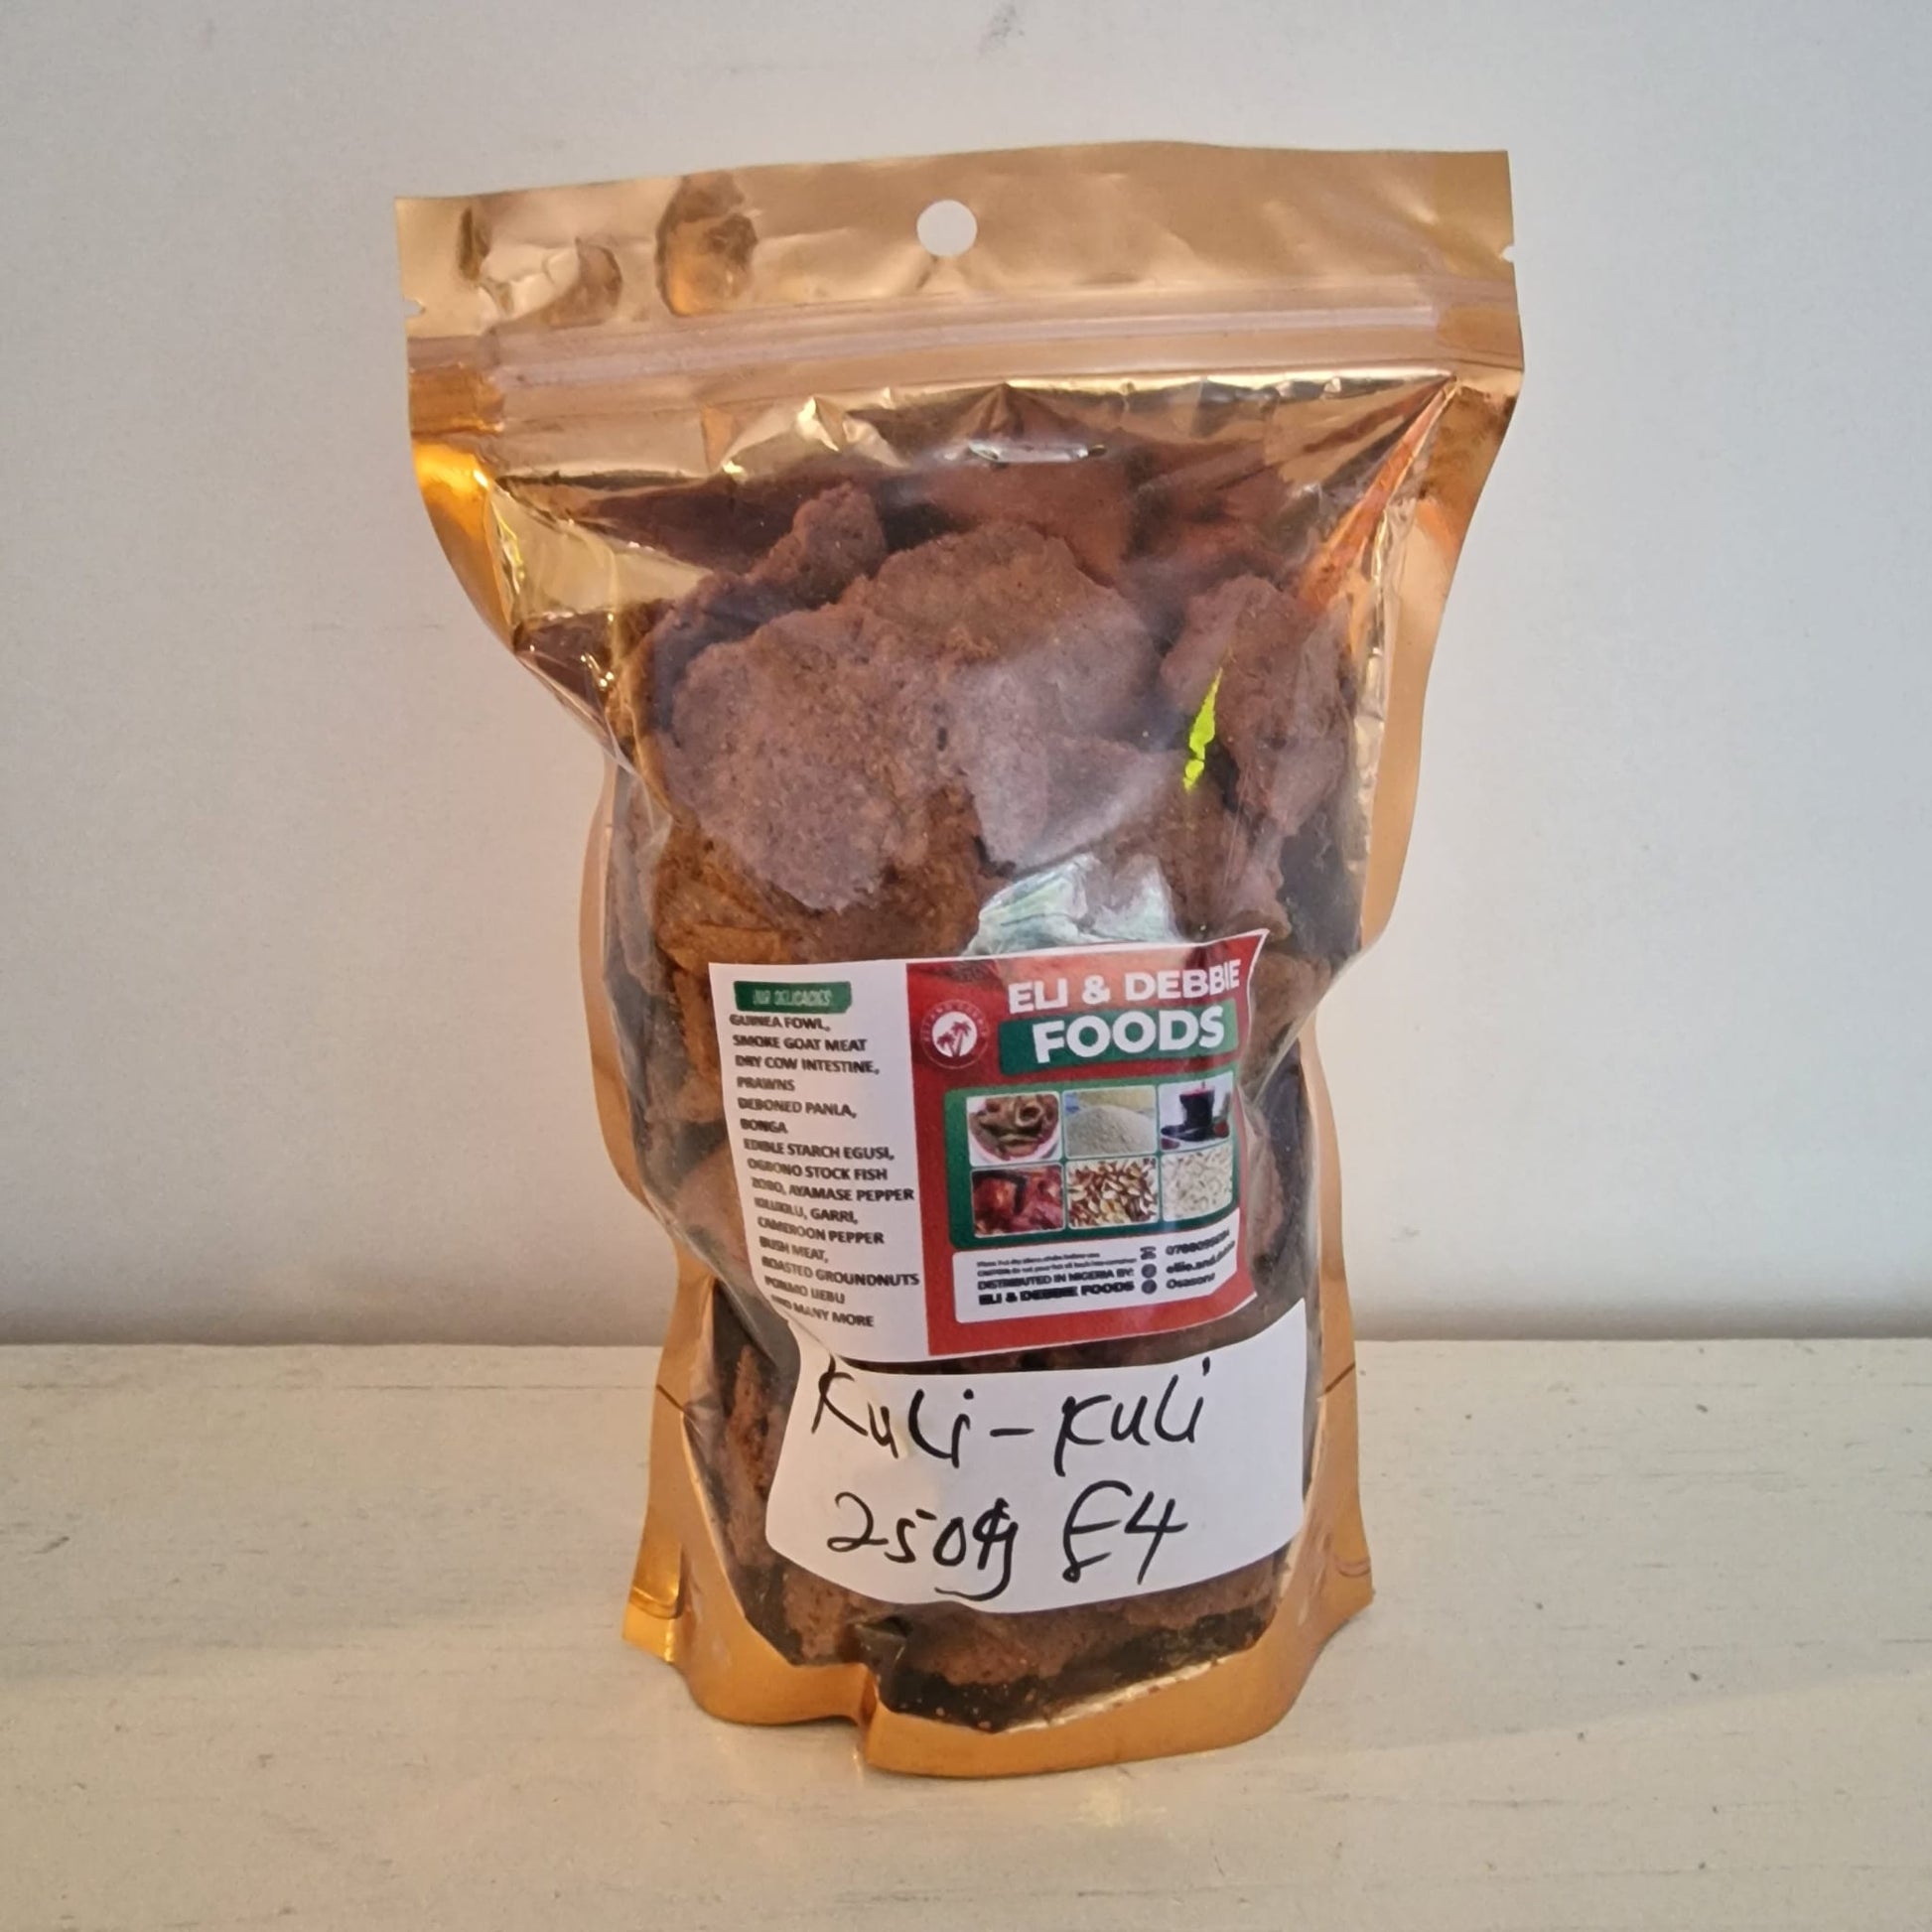 OUR DELICACIES
GUINEA FOWL,
SMOKE GOAT MEAT
DRY COW INTESTINE,
PRAWNS
DEBONED PANLA,
BONGA
EDIBLE STARCH EGUSI,
OGBONO STOCK FISH
ZOBO, AYAMASE PEPPER
GARRI,
CAMEROON PEPPER
BUSH MEAT,
ROASTED GROUNDNUTS
PONMO IJEBU
AND MANY MORE
ELI & DEBBIE
FOODS
DISTRIBUTED IN NIGERIA BY:
ELI & DEBBIE FOODS
Kuli-Kuli
250g £4